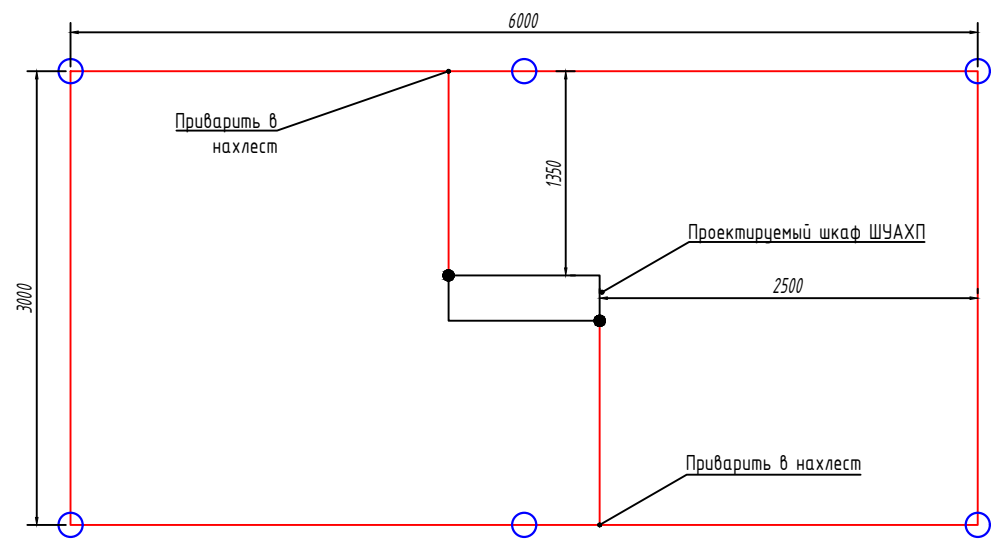 6000
Приварить в
нахлест
1350
Проектируемый шкаф ШУАХП
2500
3000
Приварить в нахлест